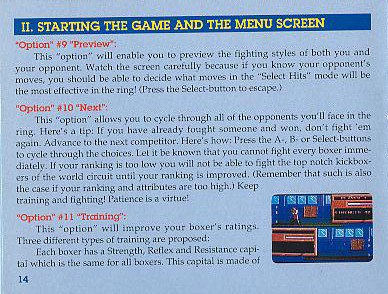 II. STARTING THE GAME AND THE MENU SCREEN
"Option" #9 "Preview":
This "option" will enable you to preview the fighting styles of both you and
your opponent. Watch the screen carefully because if you know your opponent's
moves, you should be able to decide what moves in the "Select Hits" mode will be
the most effective in the ring! (Press the Select-button to escape.)
"Option" #10 "Next":
This "option" allows you to cycle through all of the opponents you'll face in the
ring. Here's a tip: If you have already fought someone and won, don't fight 'em
again. Advance to the next competitor. Here's how: Press the A-, B- or Select-buttons
to cycle through the choices. Let it be known that you cannot fight every boxer imme-
diately. If your ranking is too low you will not be able to fight the top notch kickbox-
ers of the world circuit until your ranking is improved. (Remember that such is also
the case if your ranking and attributes are too high.) Keep
training and fighting! Patience is a virtue!
"Option" #11 "Training":
This "option" will improve your boxer's ratings.
Three different types of training are proposed:
Each boxer has a Strength, Reflex and Resistance capi-
tal which is the same for all boxers. This capital is made of
14